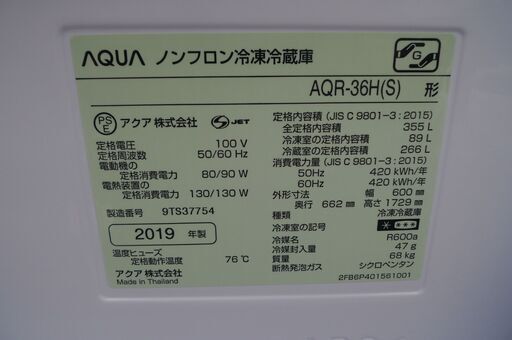 AQUA ノンフロン冷凍冷蔵庫
G
AQR-36H(S) 形
PS E アクア株式会社 S JET
定格電圧 100 V
定格周波数 50/60 Hz
電動機の
定格消費電力 80/90 W
電熱装置の
定格消費電力 130/130 W
製造番号 9TS37754
2019 年製
温度ヒューズ
定格動作温度 76℃
アクア株式会社
Made in Thailand
定格内容積 (JIS C 9801-3 : 2015)
全定格内容積 355 L
冷凍室の定格内容積 89 L
冷蔵室の定格内容積 266 L
消費電力量 (JIS C 9801-3 : 2015)
50Hz 420 kWh/年
60Hz 420 kWh/年
外形寸法 幅 600 mm
奥行 662 mm 高さ 1729 mm
種類 冷凍冷蔵庫
冷凍室の記号 ＊ ＊＊＊
冷媒名 R600a
冷媒封入量 47 g
質量 68 kg
断熱発泡ガス シクロペンタン
2FB6P401561001